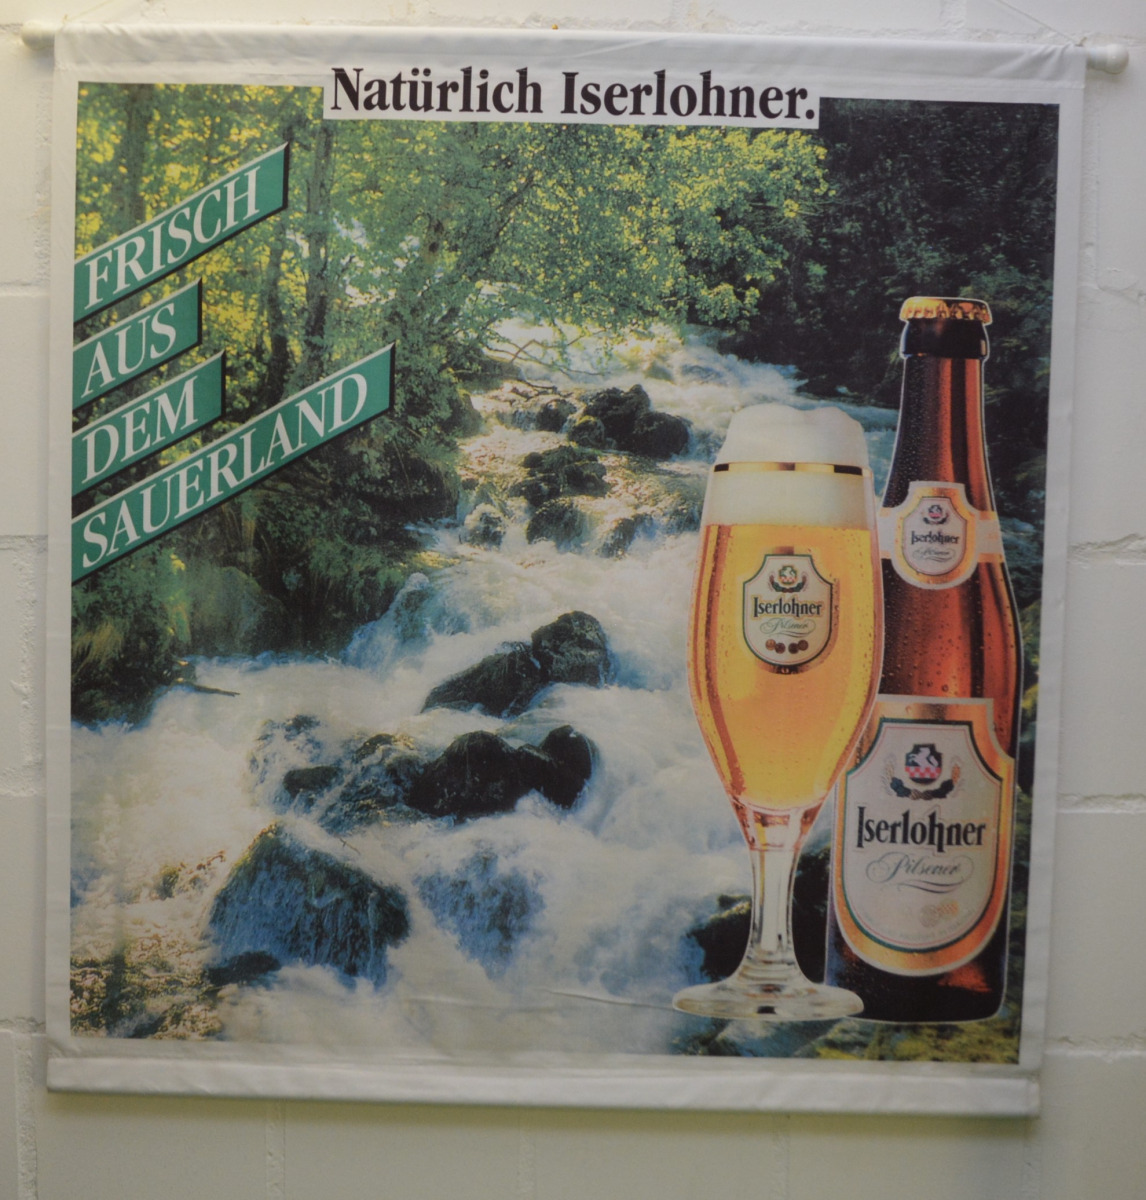 Natürlich Iserlohner.
FRISCH
AUS
DEM
SAUERLAND
Iserlohner
Pilsener
Iserlohner
Pilsener
Iserlohner
Pilsener